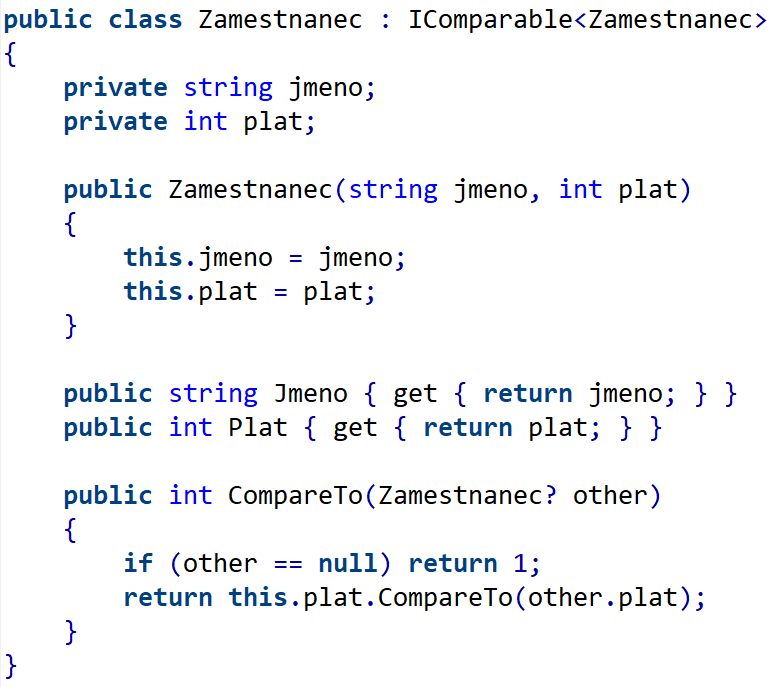 public class Zamestnanec : IComparable<Zamestnanec>
{
    private string jmeno;
    private int plat;

    public Zamestnanec(string jmeno, int plat)
    {
        this.jmeno = jmeno;
        this.plat = plat;
    }

    public string Jmeno { get { return jmeno; } }
    public int Plat { get { return plat; } }

    public int CompareTo(Zamestnanec? other)
    {
        if (other == null) return 1;
        return this.plat.CompareTo(other.plat);
    }
}